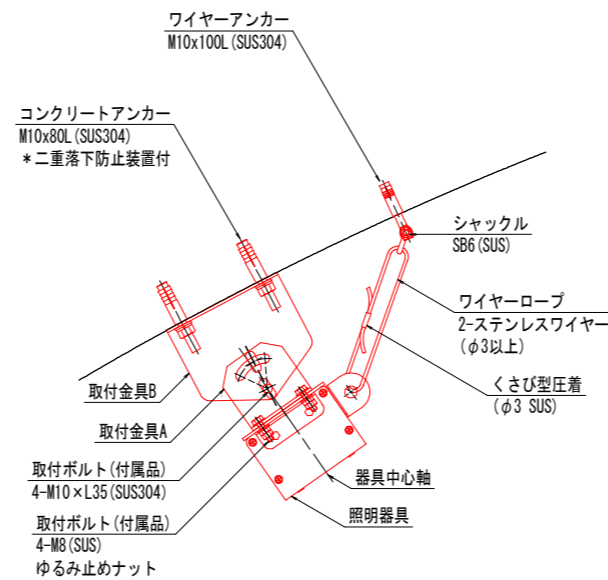 ワイヤーアンカー
M10x100L(SUS304)
コンクリートアンカー
M10x80L(SUS304)
*二重落下防止装置付
シャックル
SB6(SUS)
ワイヤーロープ
2-ステンレスワイヤー
(φ3以上)
くさび型圧着
(φ3 SUS)
取付金具B
取付金具A
取付ボルト(付属品)
4-M10×L35(SUS304)
取付ボルト(付属品)
4-M8(SUS)
ゆるみ止めナット
器具中心軸
照明器具